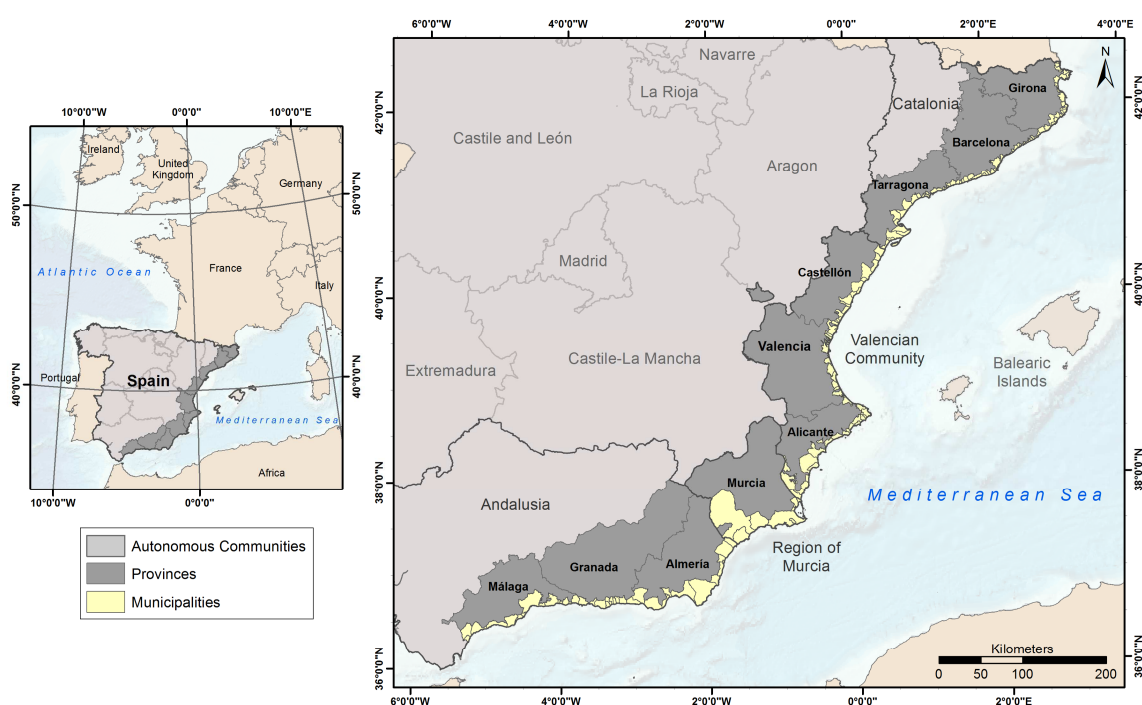 10°0'0"W
0°0'0"
10°0'0"E
50°0'0"N
40°0'0"N
50°0'0"N
40°0'0"N
Ireland
United
Kingdom
Germany
Atlantic Ocean
France
Italy
Portugal
Spain
Mediterranean Sea
Africa
10°0'0"W
0°0'0"
Autonomous Communities
Provinces
Municipalities
6°0'0"W
4°0'0"W
2°0'0"W
0°0'0"
2°0'0"E
4°0'0"E
42°0'0"N
40°0'0"N
38°0'0"N
36°0'0"N
42°0'0"N
40°0'0"N
38°0'0"N
36°0'0"N
N
Navarre
La Rioja
Catalonia
Girona
Castile and León
Barcelona
Aragon
Tarragona
Madrid
Castellón
Valencia
Valencian
Community
Castile-La Mancha
Extremadura
Balearic
Islands
Alicante
Murcia
Mediterranean Sea
Andalusia
Region of
Murcia
Almería
Granada
Málaga
Kilometers
0
50
100
200
6°0'0"W
4°0'0"W
2°0'0"W
0°0'0"
2°0'0"E